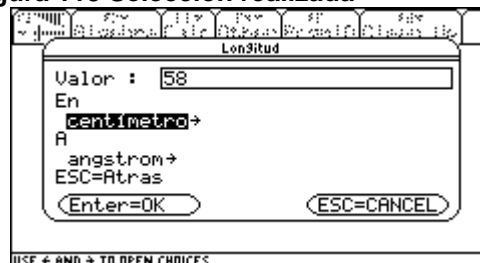 Longitud
Valor : 58
En
centímetro→
A
angstrom→
ESC=Atras
Enter=OK ESC=CANCEL
USE ← AND → TO OPEN CHOICES